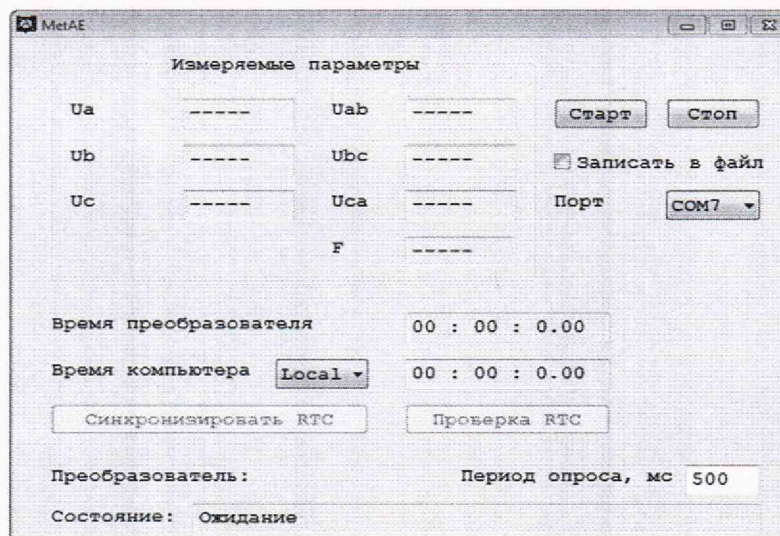 MetAE
Измеряемые параметры
Ua ----- Uab ----- Старт Стоп
Ub ----- Ubc ----- Записать в файл
Uc ----- Uca ----- Порт COM7
F -----
Время преобразователя 00 : 00 : 0.00
Время компьютера Local 00 : 00 : 0.00
Синхронизировать RTC Проверка RTC
Преобразователь: Период опроса, мс 500
Состояние: Ожидание